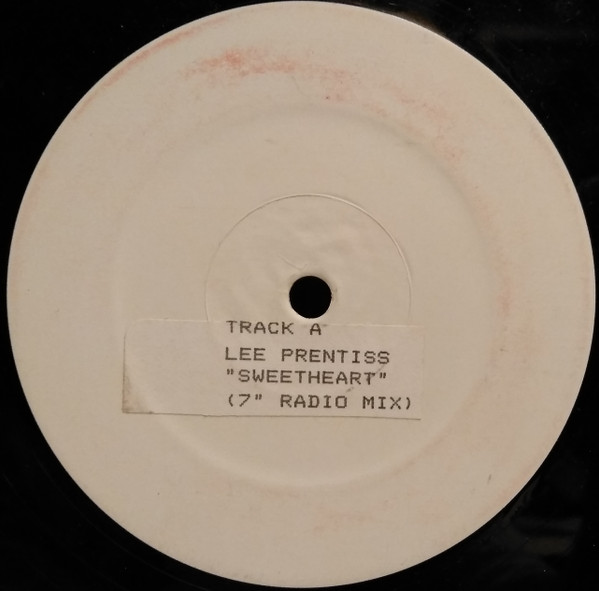 TRACK A
LEE PRENTISS
"SWEETHEART"
(7" RADIO MIX)